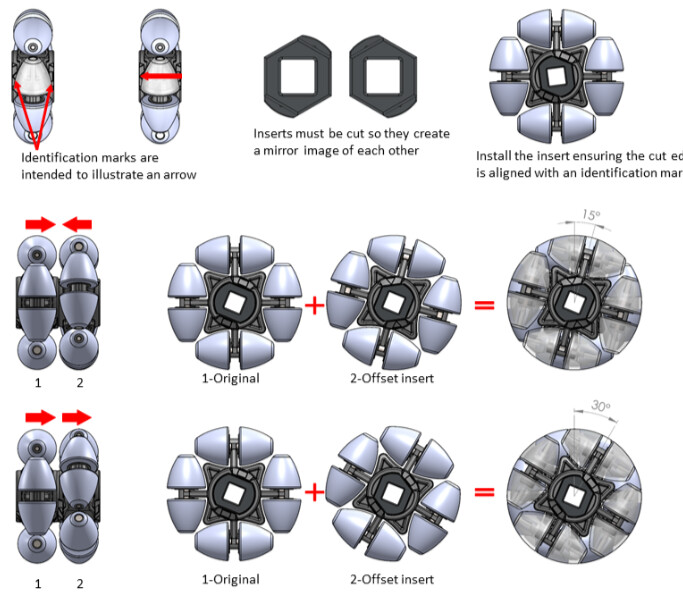 Identification marks are
intended to illustrate an arrow
Inserts must be cut so they create
a mirror image of each other
Install the insert ensuring the cut ed
is aligned with an identification mar
15°
1
2
1-Original
2-Offset insert
30°
1
2
1-Original
2-Offset insert